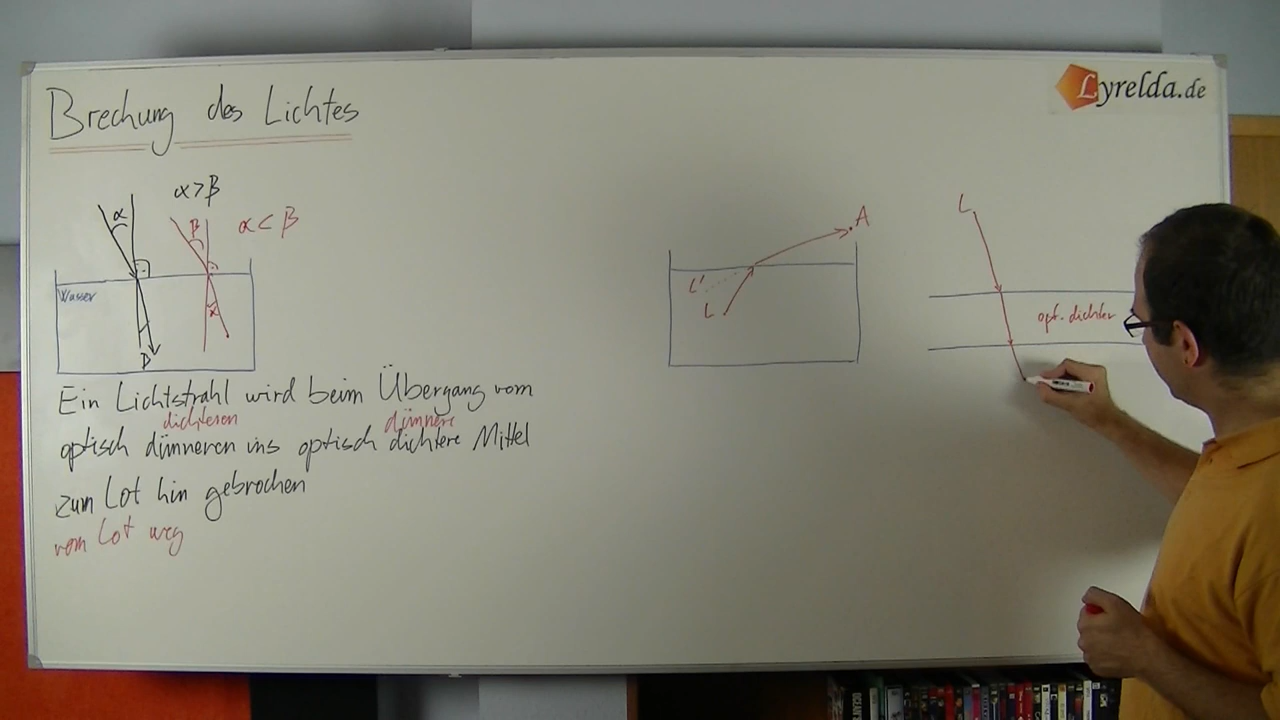 Brechung des Lichtes
Lyrelda.de
α > β
α
β
α < β
Wasser
β
α
Ein Lichtstrahl wird beim Übergang vom
dichteren dünnere
optisch dünneren ins optisch dichtere Mittel
zum Lot hin gebrochen
vom Lot weg
A
L'
L
L
opt. dichter